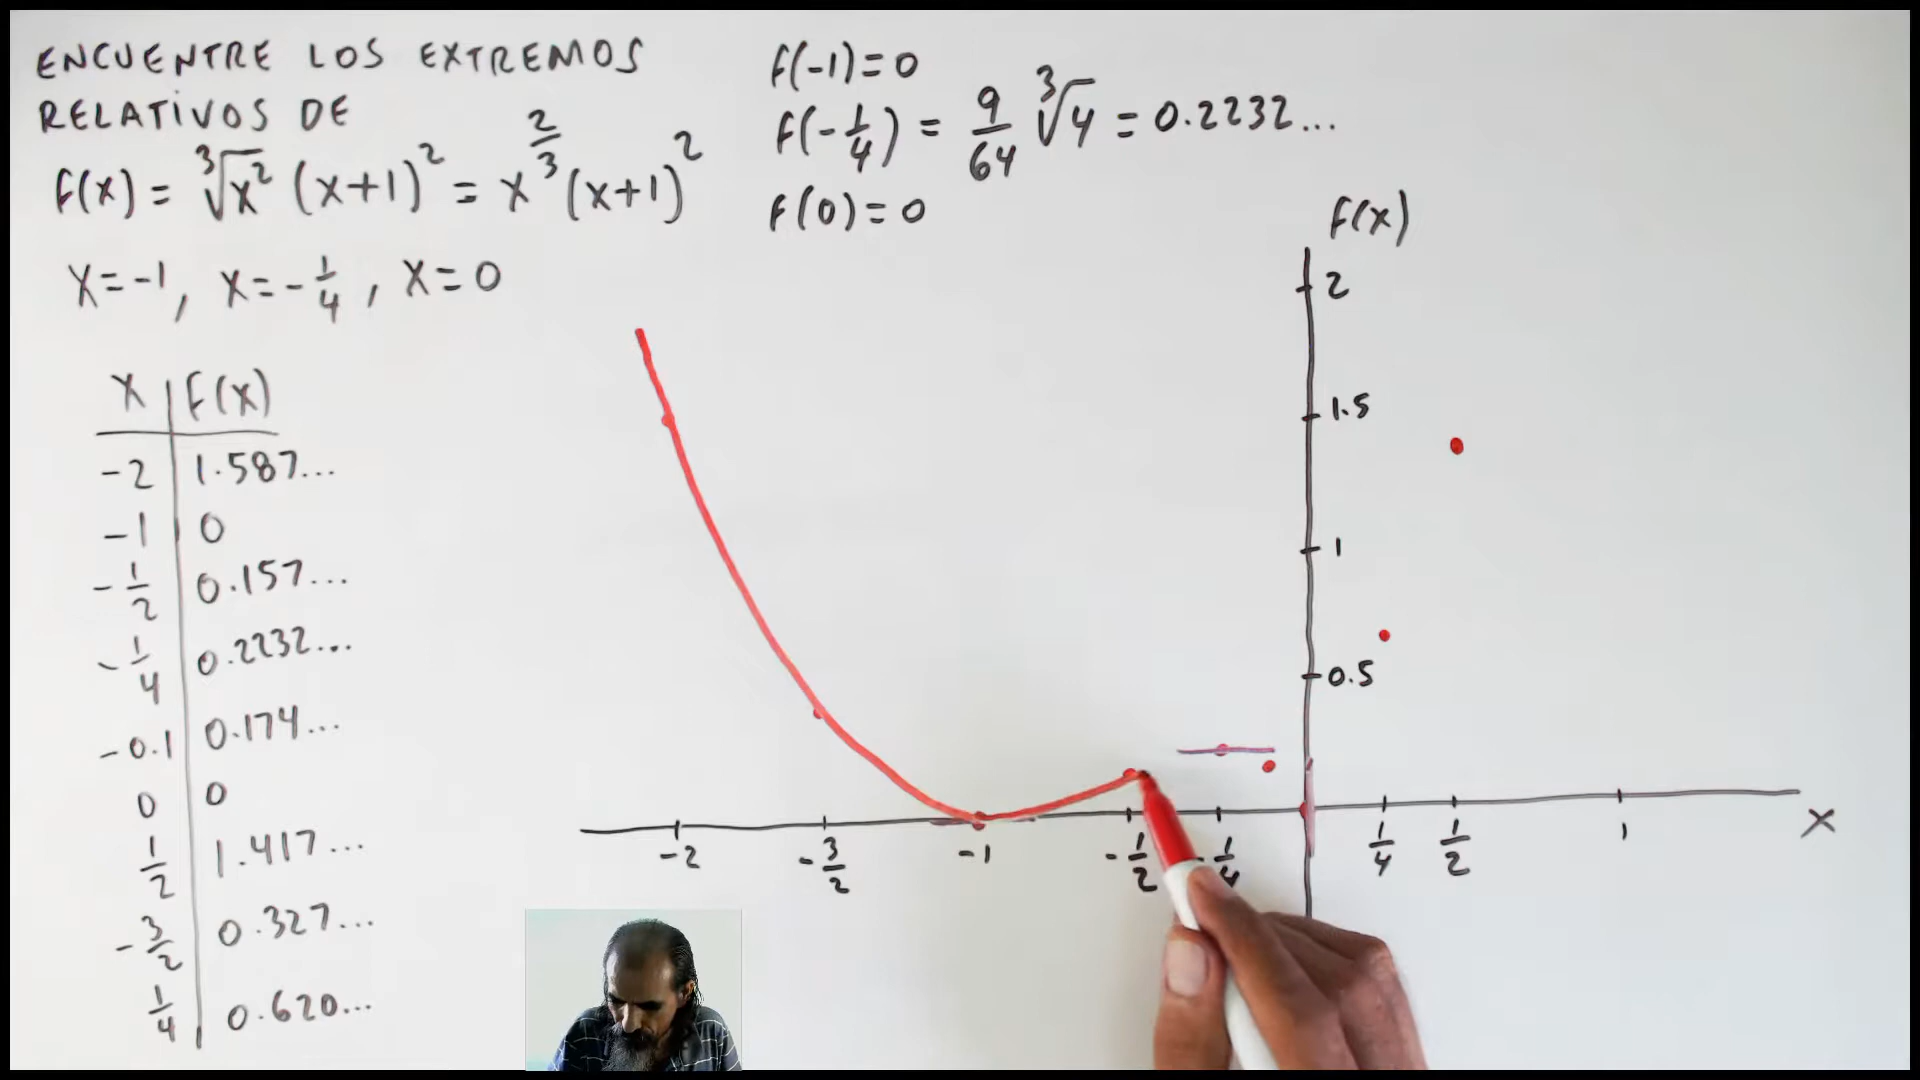 ENCUENTRE LOS EXTREMOS
RELATIVOS DE
F(x) = ∛x² (x+1)² = x^(2/3) (x+1)²
x=-1, x=-1/4, x=0
F(-1)=0
F(-1/4) = 9/64 ∛4 = 0.2232...
F(0)=0
x | F(x)
-2 | 1.587...
-1 | 0
-1/2 | 0.157...
-1/4 | 0.2232...
-0.1 | 0.174...
0 | 0
1/2 | 1.417...
-3/2 | 0.327...
1/4 | 0.620...
F(x)
2
1.5
1
0.5
-2 -3/2 -1 -1/2 -1/4 1/4 1/2 1 x